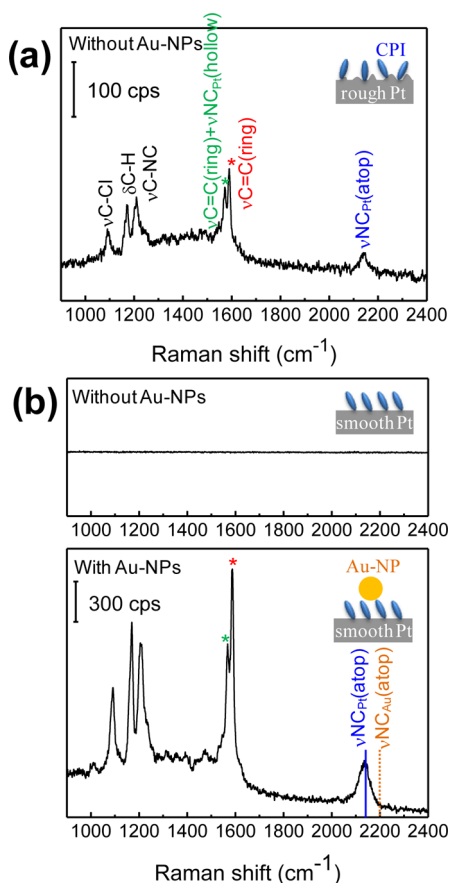 (a)
Without Au-NPs
100 cps
CPI
rough Pt
νC-Cl
δC-H
νC-NC
νC=C(ring)+νNCPt(hollow)
*
*
νC=C(ring)
νNCPt(atop)
1000 1200 1400 1600 1800 2000 2200 2400
Raman shift (cm-1)
(b)
Without Au-NPs
smooth Pt
1000 1200 1400 1600 1800 2000 2200 2400
With Au-NPs
300 cps
*
*
Au-NP
smooth Pt
νNCPt(atop)
νNCAu(atop)
1000 1200 1400 1600 1800 2000 2200 2400
Raman shift (cm-1)